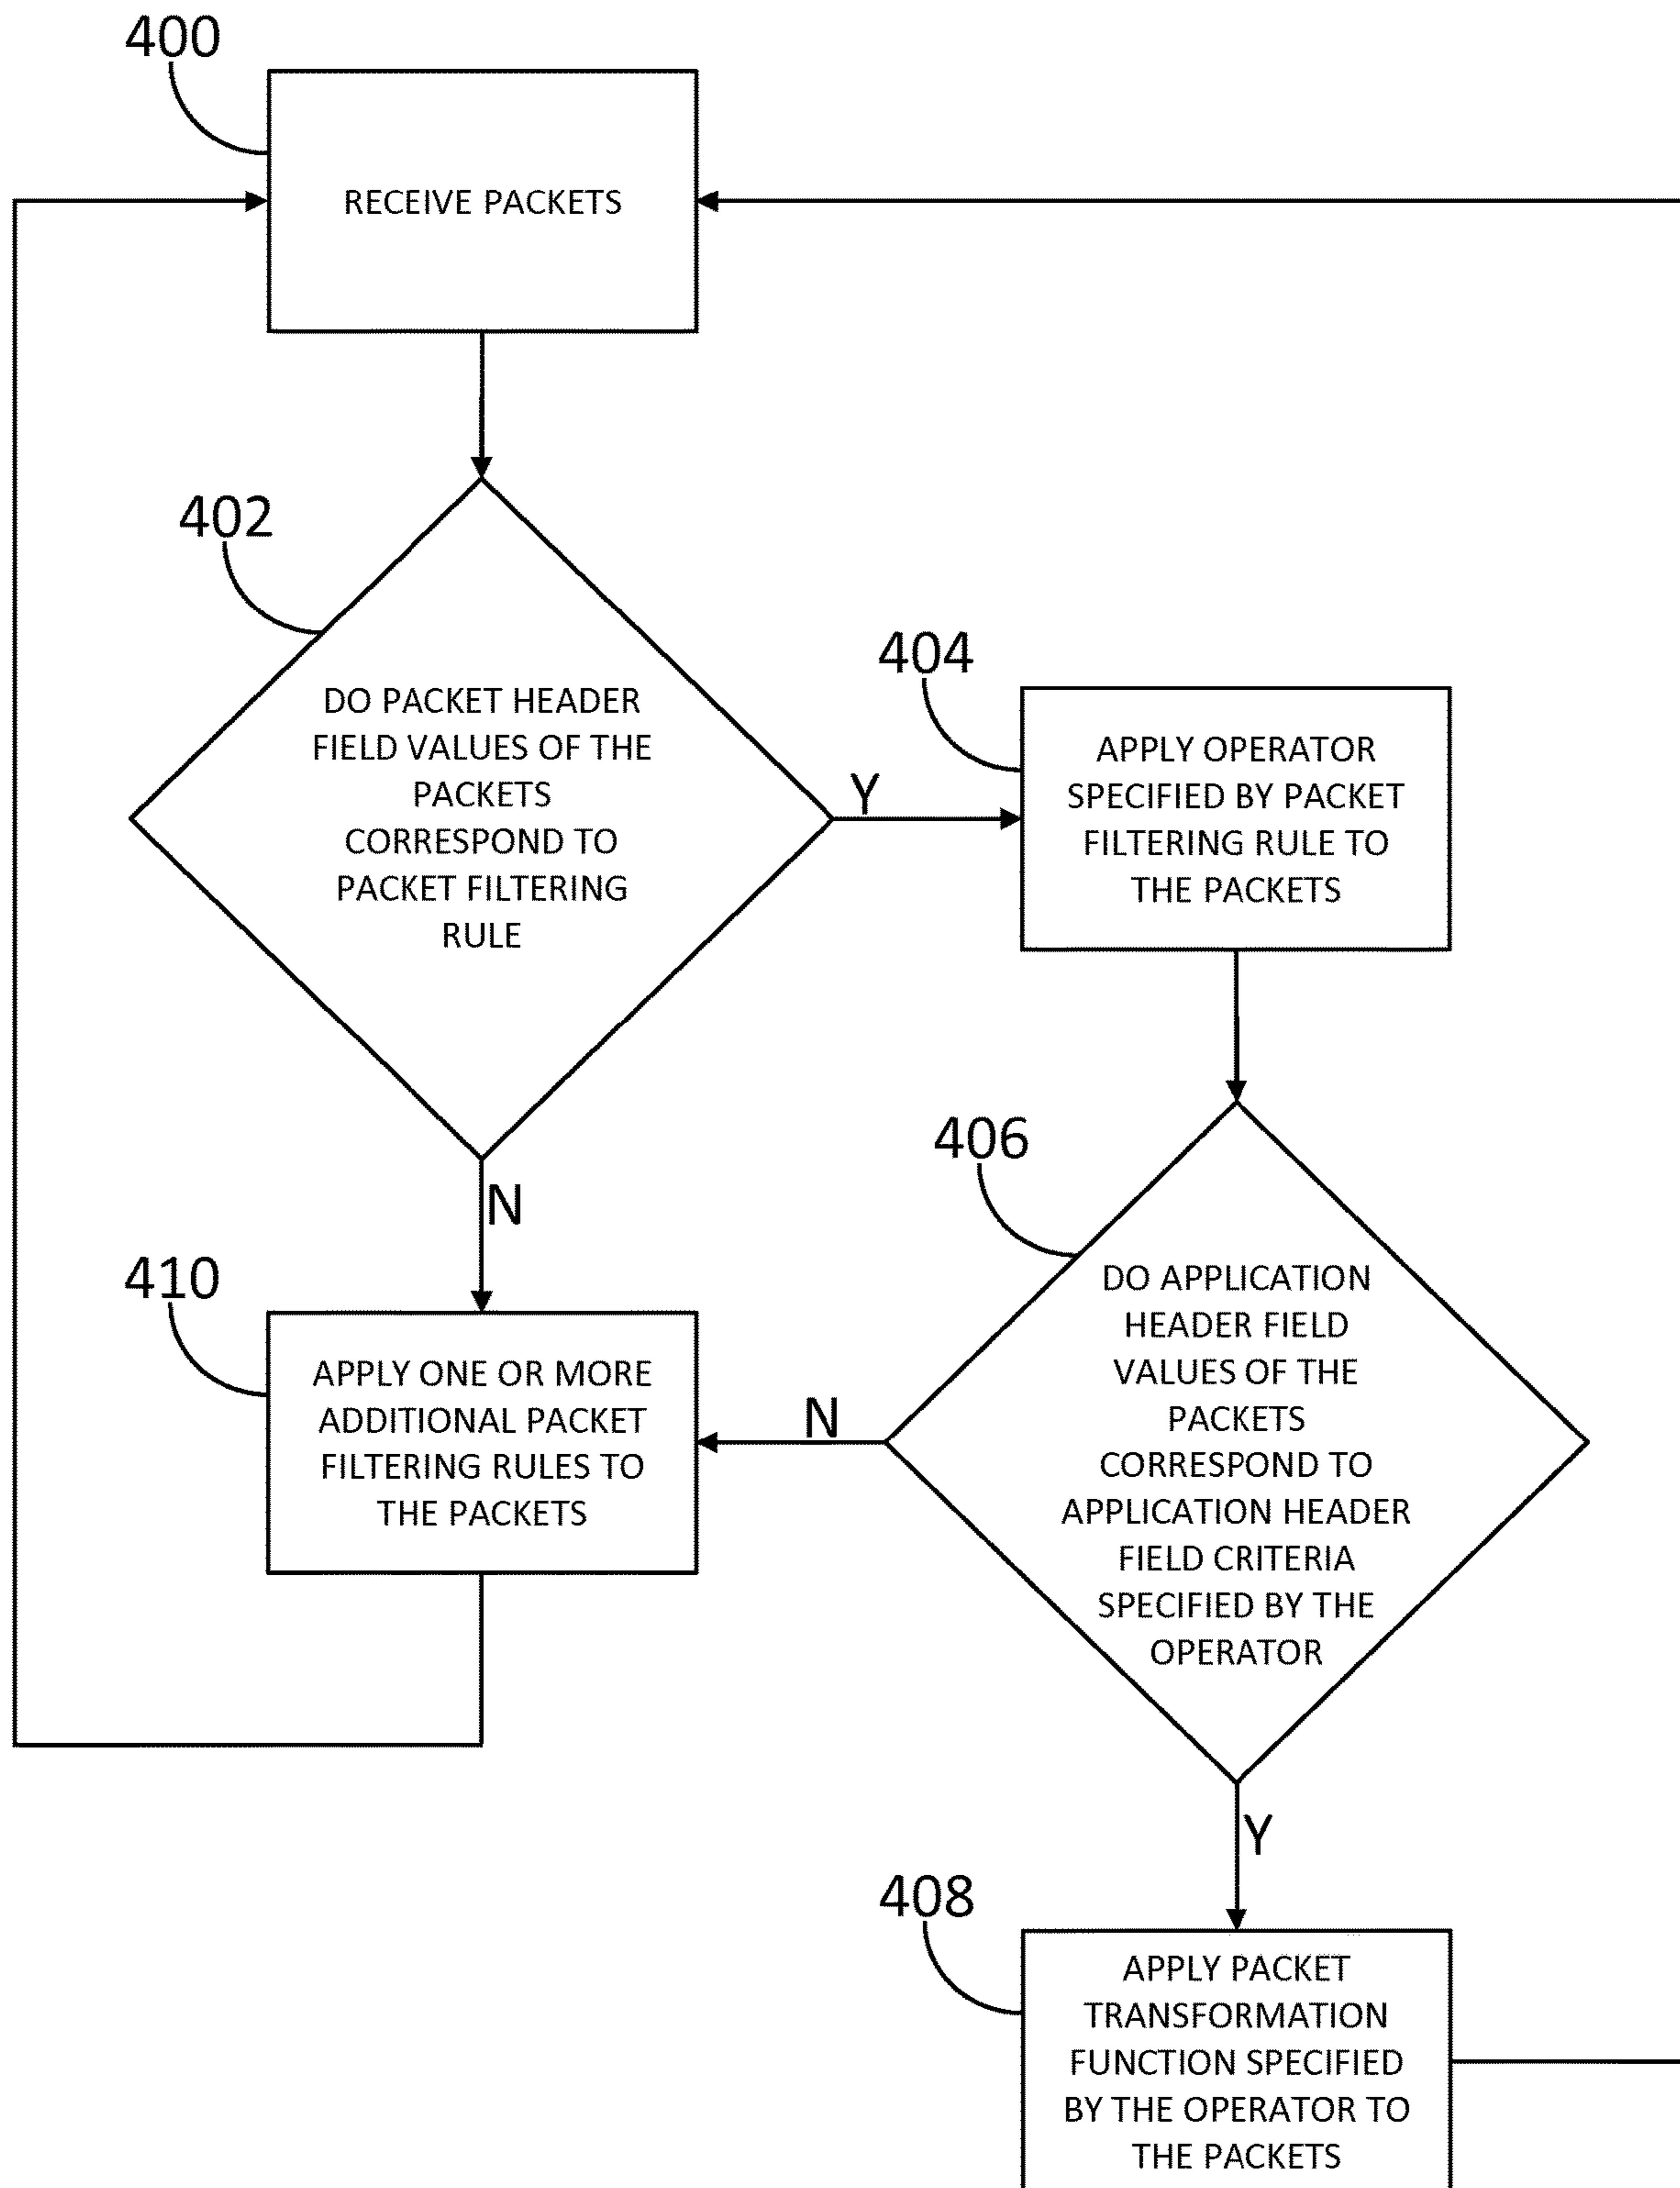 400
RECEIVE PACKETS
402
DO PACKET HEADER
FIELD VALUES OF THE
PACKETS
CORRESPOND TO
PACKET FILTERING
RULE
Y
N
404
APPLY OPERATOR
SPECIFIED BY PACKET
FILTERING RULE TO
THE PACKETS
406
DO APPLICATION
HEADER FIELD
VALUES OF THE
PACKETS
CORRESPOND TO
APPLICATION HEADER
FIELD CRITERIA
SPECIFIED BY THE
OPERATOR
N
Y
410
APPLY ONE OR MORE
ADDITIONAL PACKET
FILTERING RULES TO
THE PACKETS
408
APPLY PACKET
TRANSFORMATION
FUNCTION SPECIFIED
BY THE OPERATOR TO
THE PACKETS